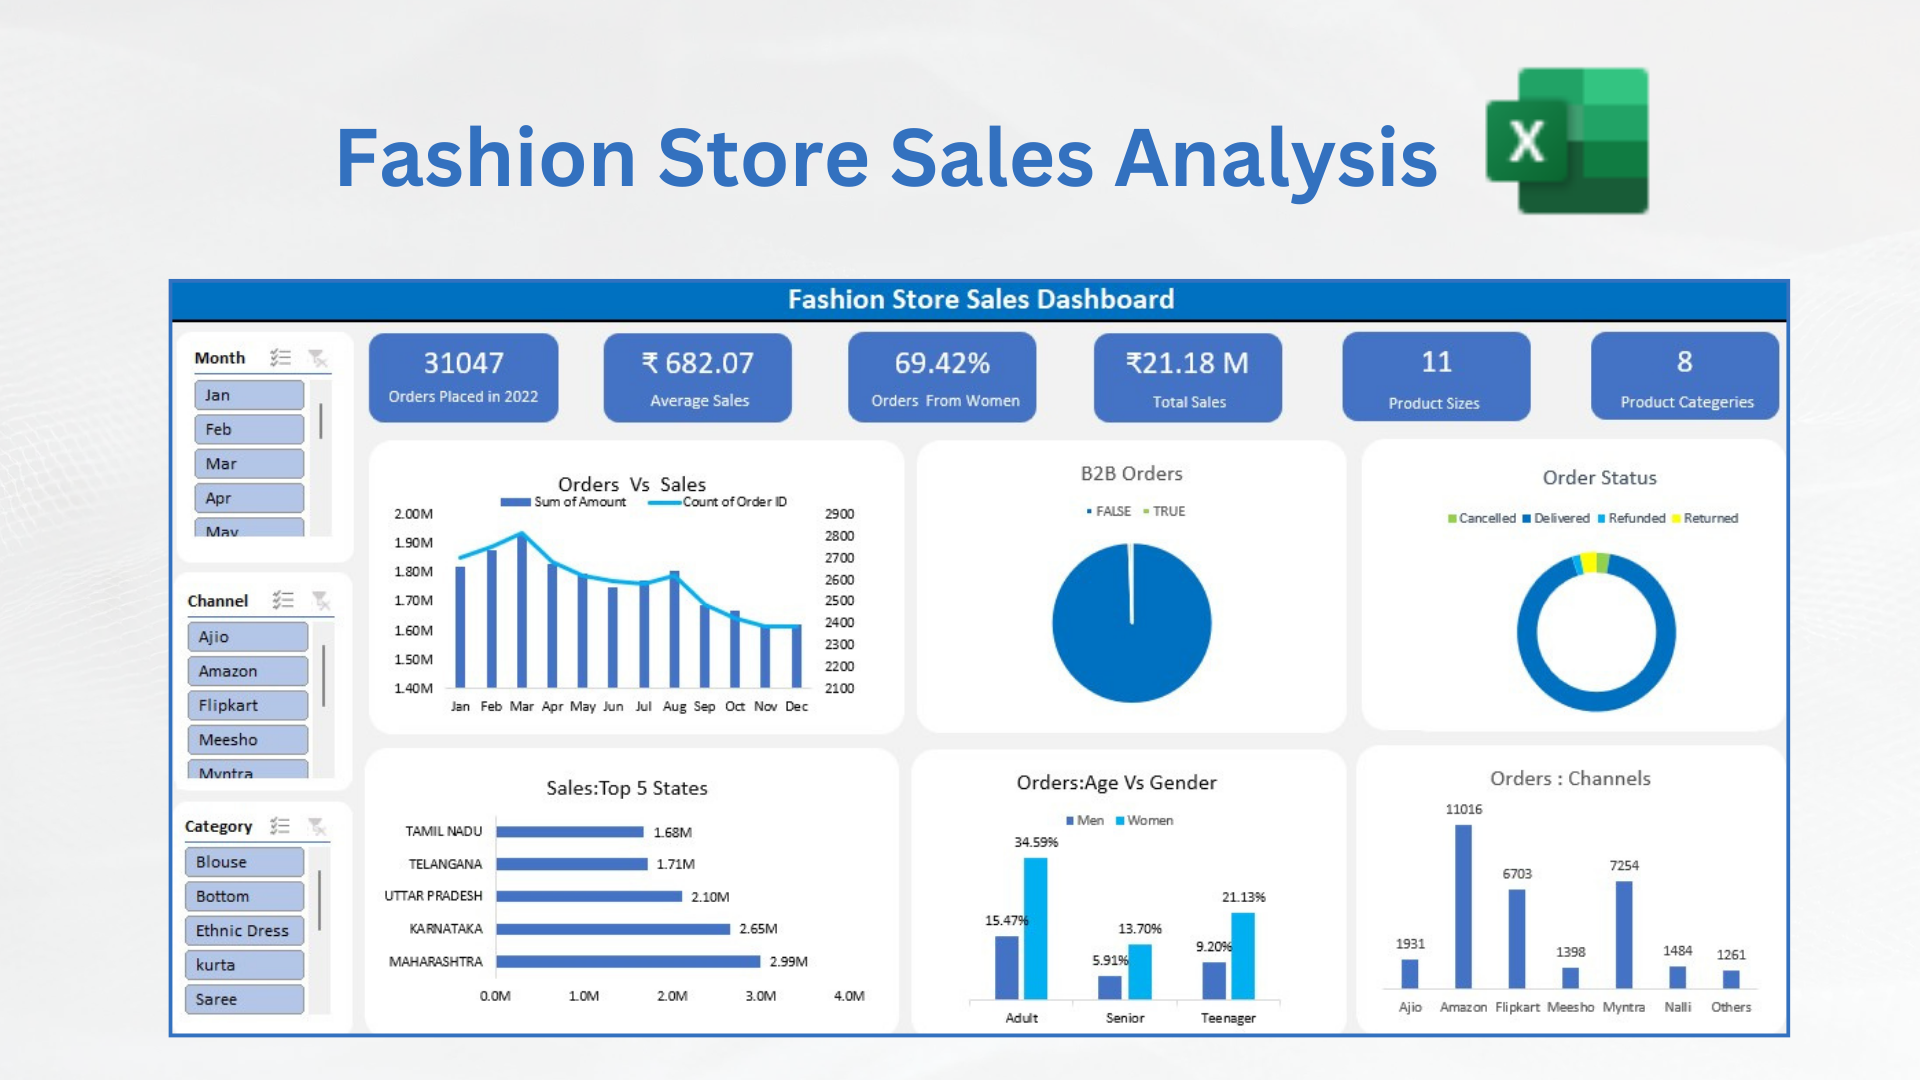 Fashion Store Sales Analysis
X
Fashion Store Sales Dashboard
Month
Jan
Feb
Mar
Apr
May
Channel
Ajio
Amazon
Flipkart
Meesho
Myntra
Category
Blouse
Bottom
Ethnic Dress
kurta
Saree
31047
Orders Placed in 2022
₹ 682.07
Average Sales
69.42%
Orders From Women
₹21.18 M
Total Sales
11
Product Sizes
8
Product Categeries
Orders Vs Sales
Sum of Amount Count of Order ID
2.00M
1.90M
1.80M
1.70M
1.60M
1.50M
1.40M
2900
2800
2700
2600
2500
2400
2300
2200
2100
Jan Feb Mar Apr May Jun Jul Aug Sep Oct Nov Dec
B2B Orders
FALSE TRUE
Order Status
Cancelled Delivered Refunded Returned
Sales:Top 5 States
TAMIL NADU 1.68M
TELANGANA 1.71M
UTTAR PRADESH 2.10M
KARNATAKA 2.65M
MAHARASHTRA 2.99M
0.0M 1.0M 2.0M 3.0M 4.0M
Orders:Age Vs Gender
Men Women
34.59%
15.47%
13.70%
5.91%
21.13%
9.20%
Adult Senior Teenager
Orders : Channels
11016
7254
6703
1931
1398
1484
1261
Ajio Amazon Flipkart Meesho Myntra Nalli Others